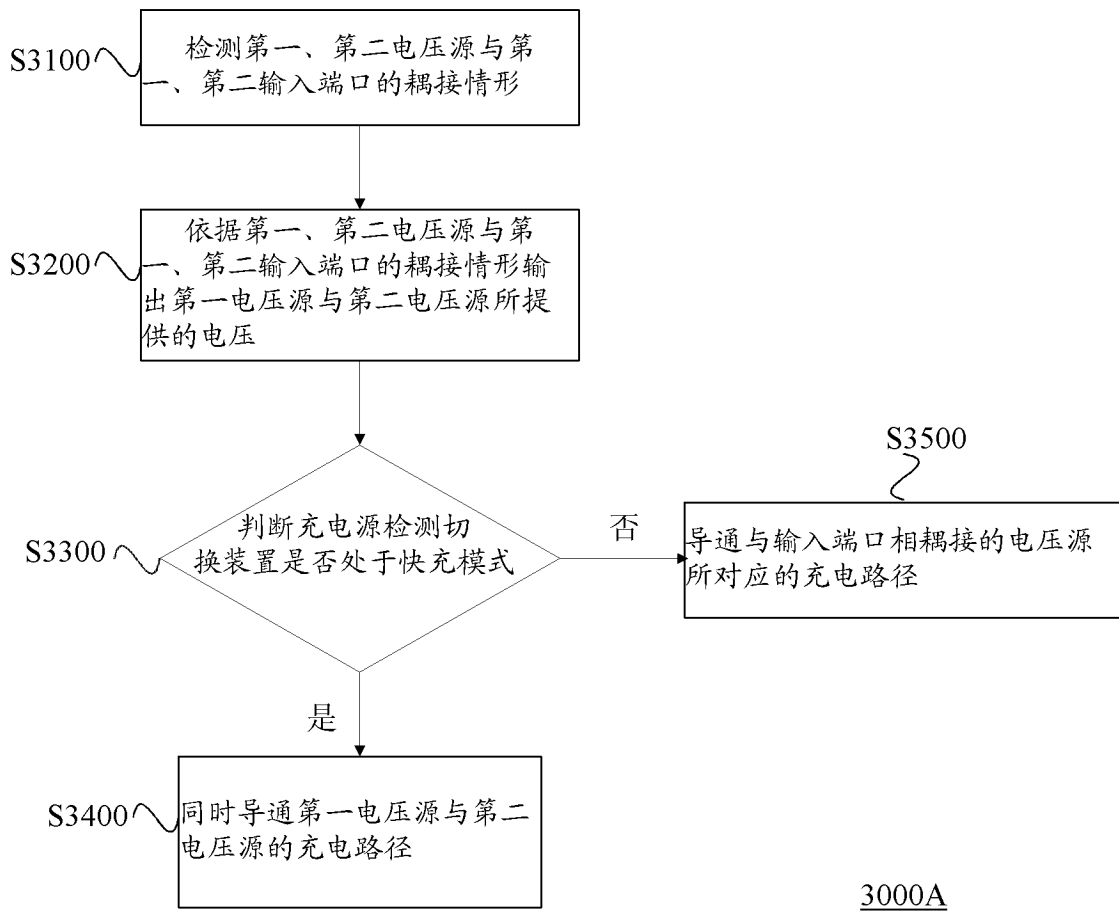 S3100
检测第一、第二电压源与第
一、第二输入端口的耦接情形
S3200
依据第一、第二电压源与第
一、第二输入端口的耦接情形输
出第一电压源与第二电压源所提
供的电压
S3300
判断充电源检测切
换装置是否处于快充模式
否
S3500
导通与输入端口相耦接的电压源
所对应的充电路径
是
S3400
同时导通第一电压源与第二
电压源的充电路径
3000A